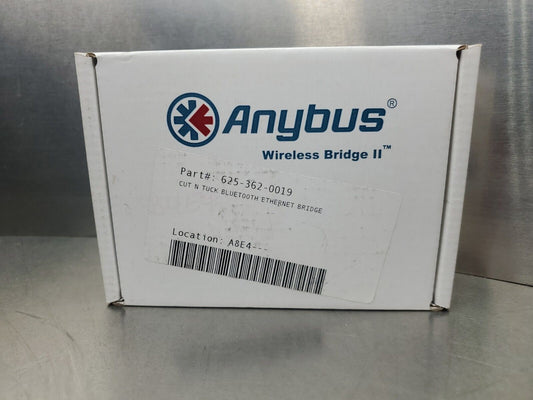 Anybus®
Wireless Bridge II™
Part#: 625-362-0019
CUT N TUCK BLUETOOTH ETHERNET BRIDGE
Location: A8E4---